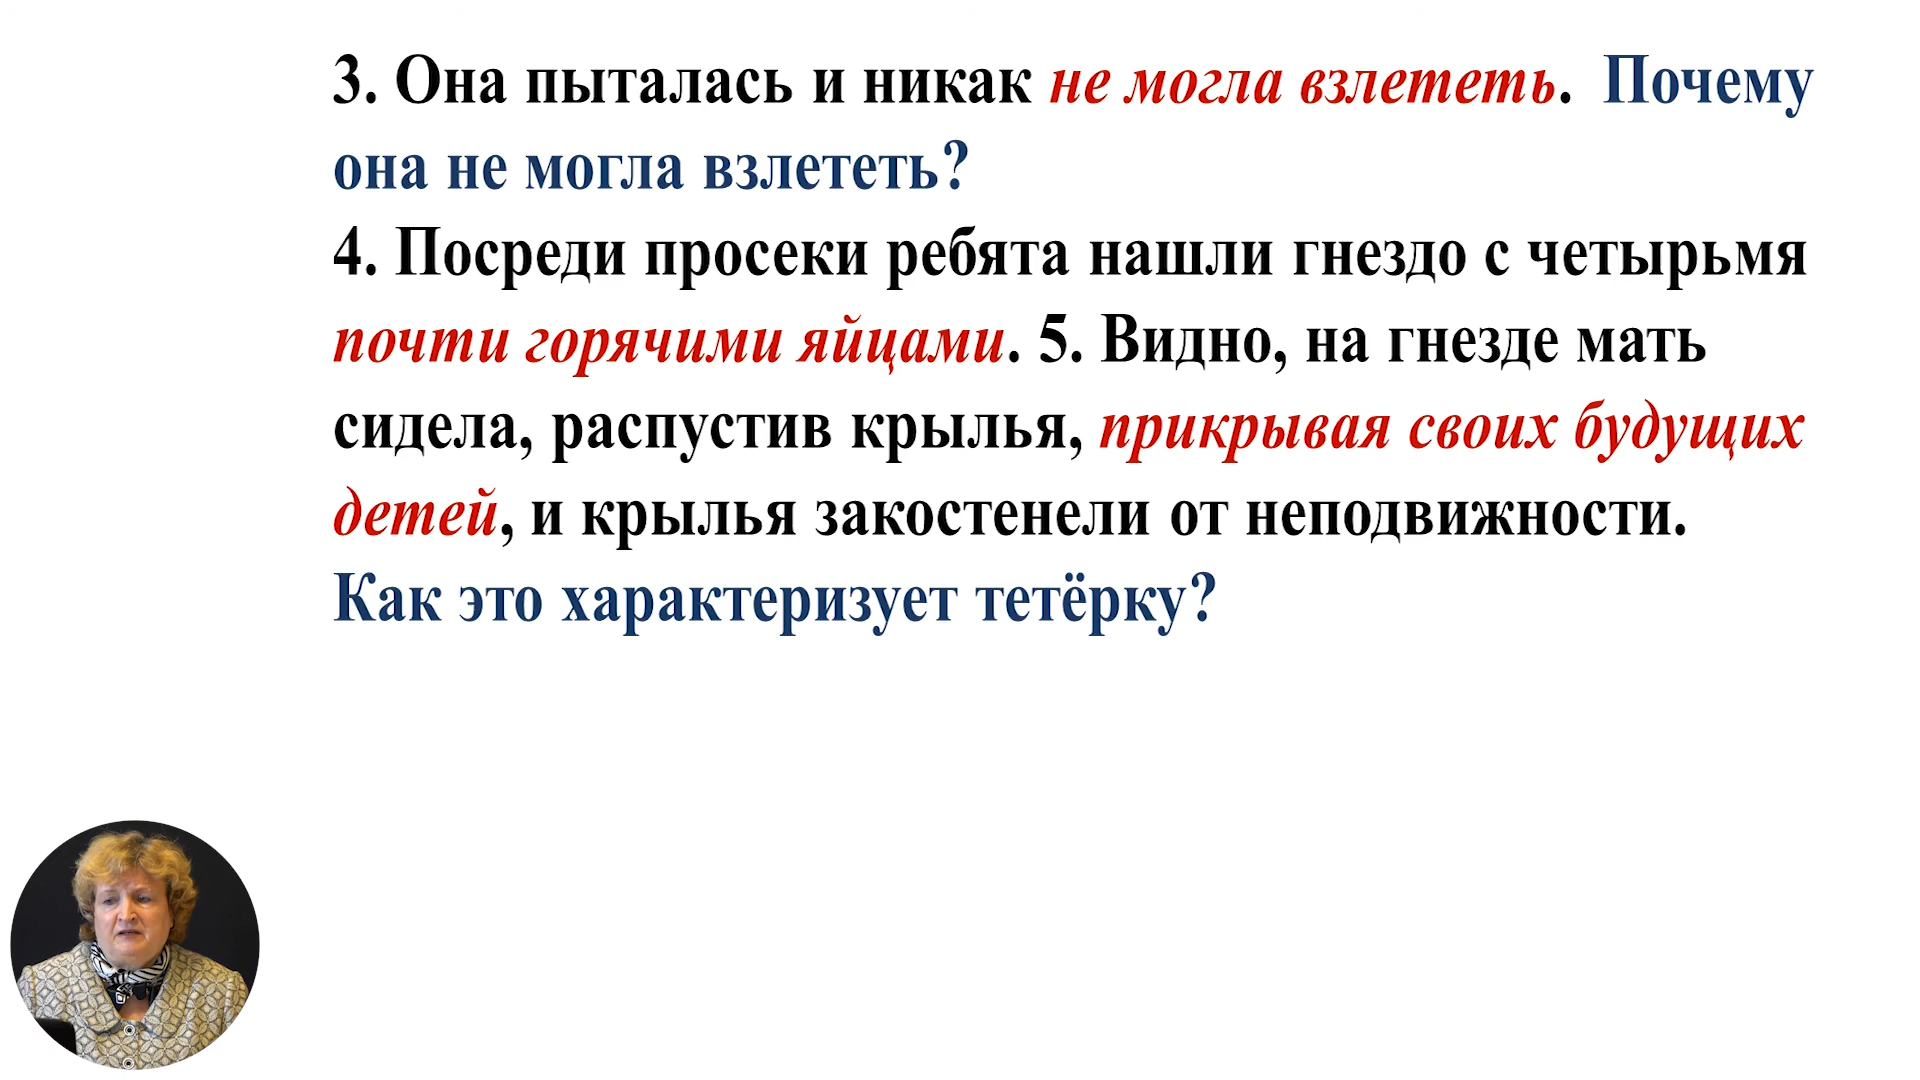 3. Она пыталась и никак не могла взлететь. Почему
она не могла взлететь?
4. Посреди просеки ребята нашли гнездо с четырьмя
почти горячими яйцами. 5. Видно, на гнезде мать
сидела, распустив крылья, прикрывая своих будущих
детей, и крылья закостенели от неподвижности.
Как это характеризует тетёрку?